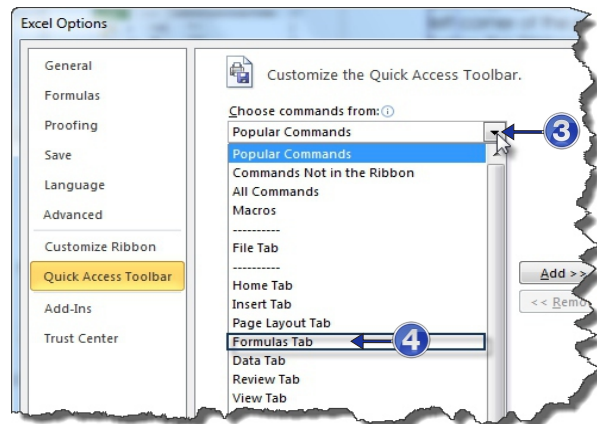 Excel Options
General
Formulas
Proofing
Save
Language
Advanced
Customize Ribbon
Quick Access Toolbar
Add-Ins
Trust Center
Customize the Quick Access Toolbar.
Choose commands from:
Popular Commands
3
Popular Commands
Commands Not in the Ribbon
All Commands
Macros
----------
File Tab
----------
Home Tab
Insert Tab
Page Layout Tab
Formulas Tab
4
Data Tab
Review Tab
View Tab
Add >>
<<